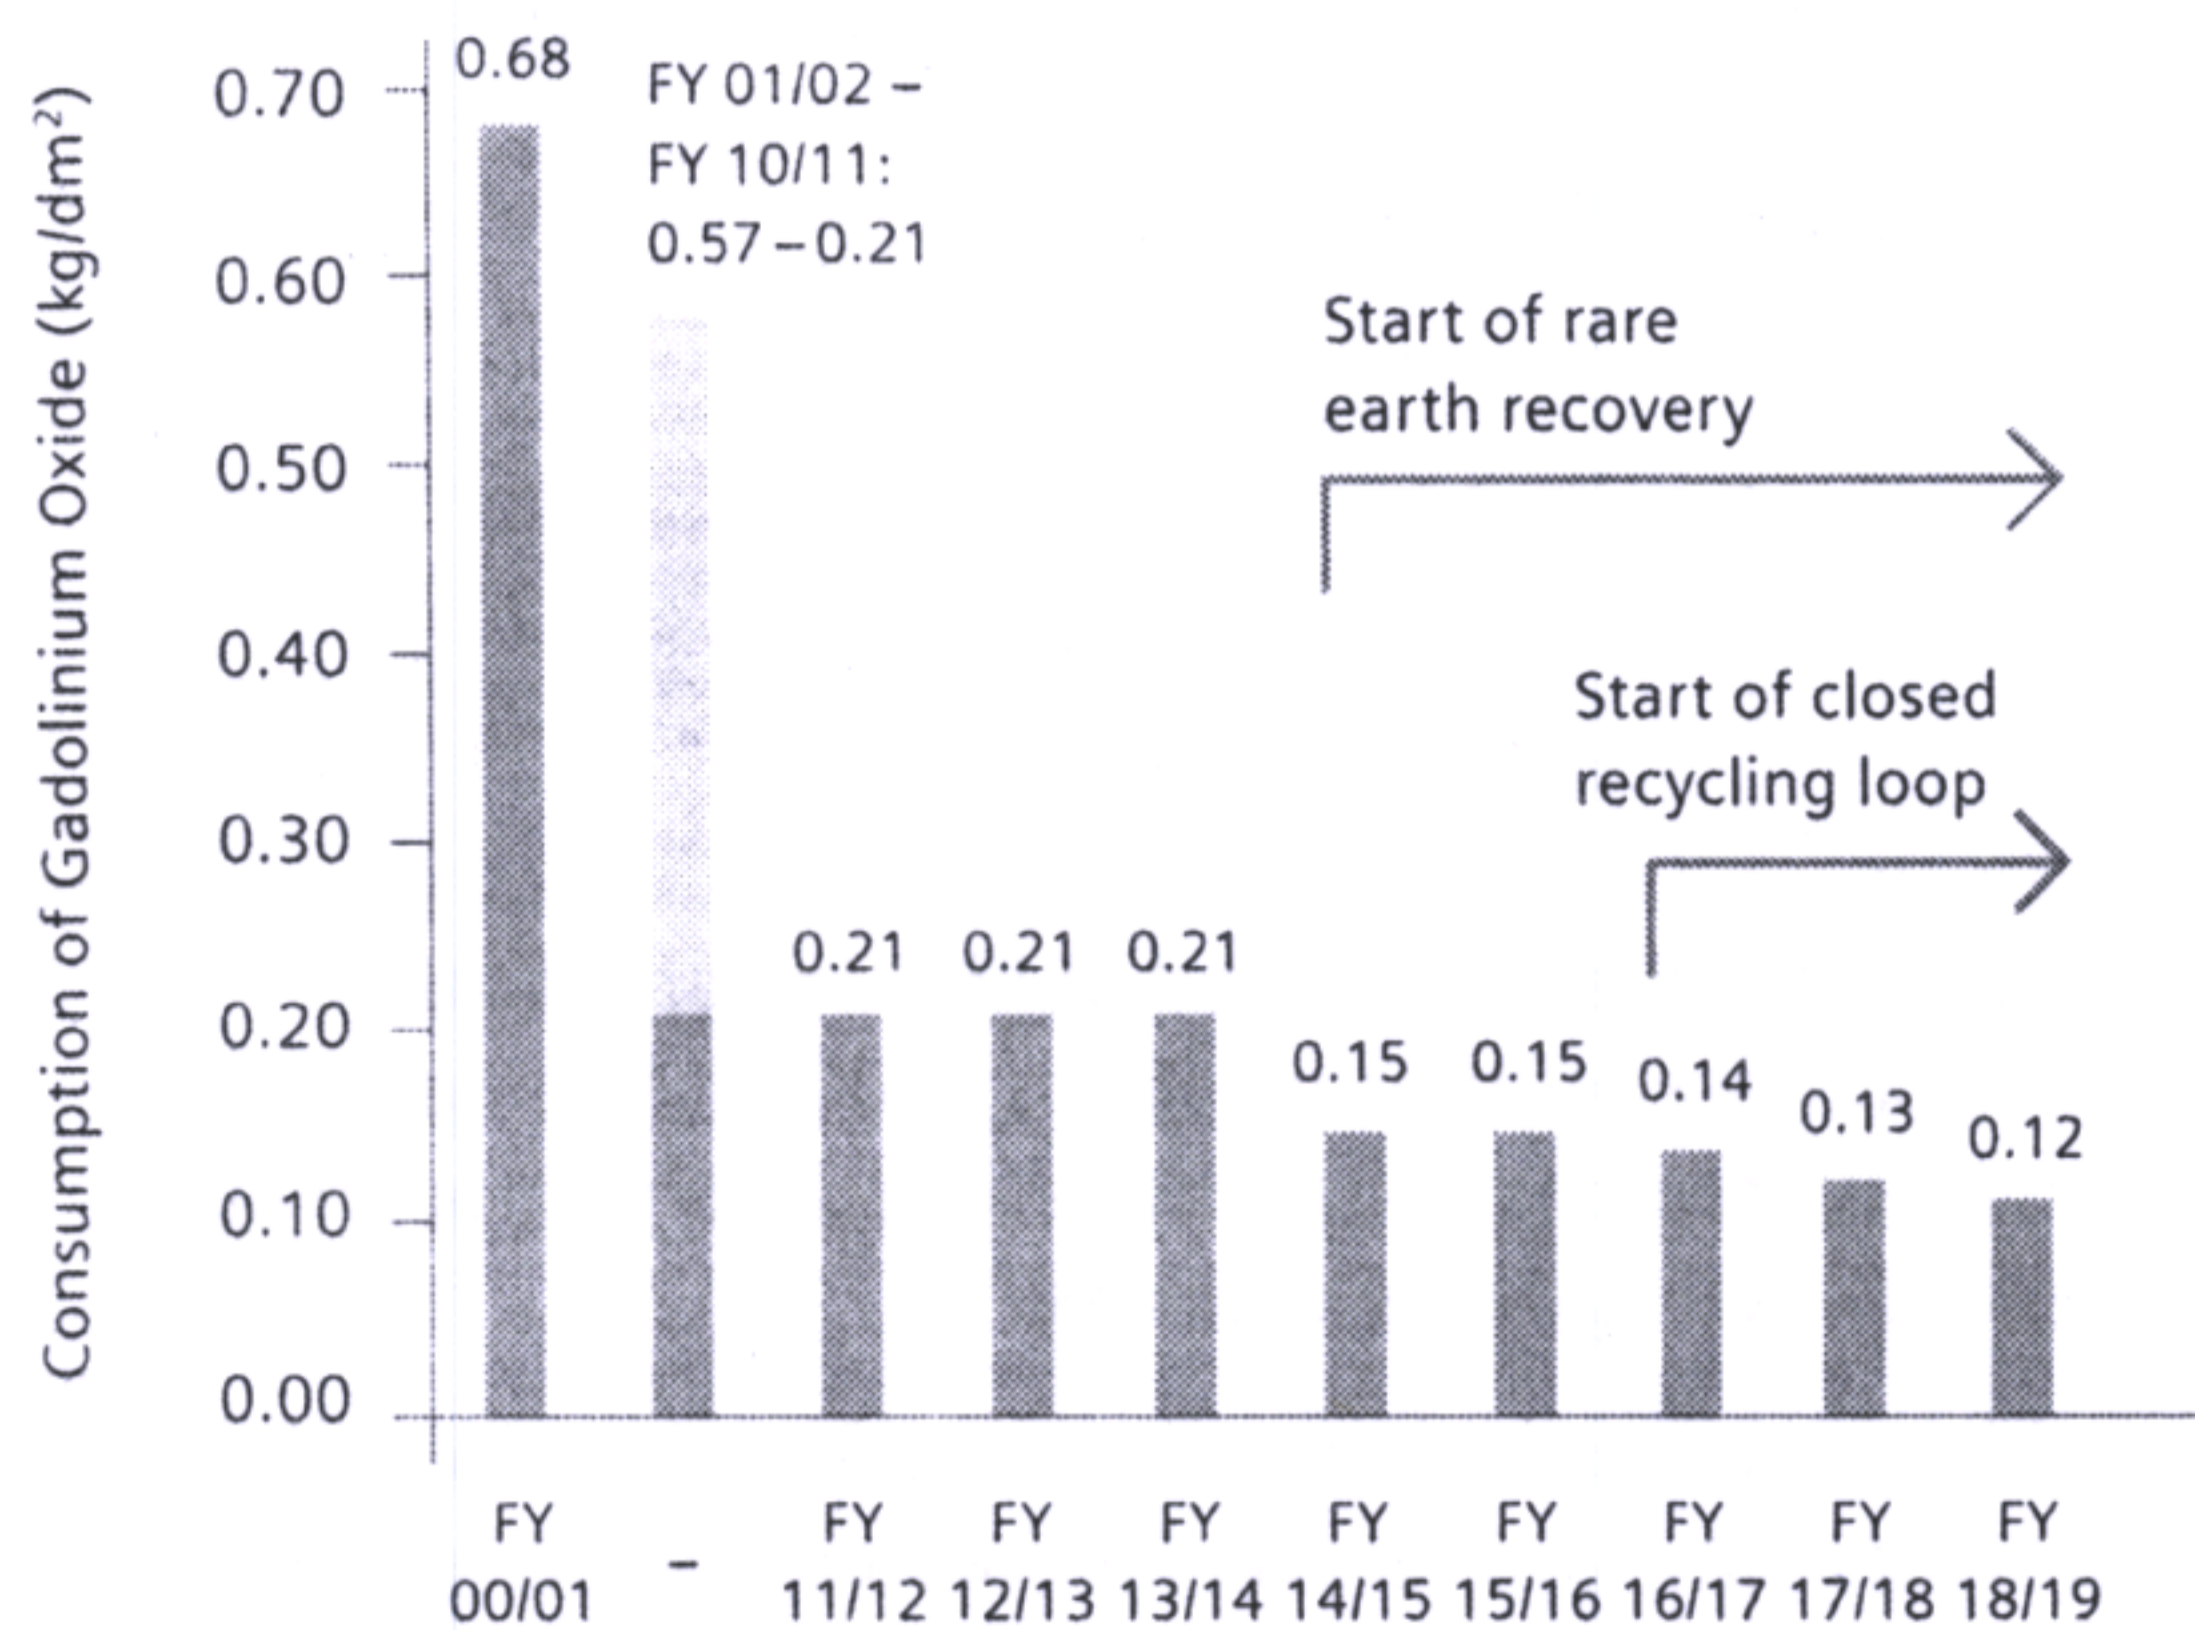 Consumption of Gadolinium Oxide (kg/dm²)
0.70
0.60
0.50
0.40
0.30
0.20
0.10
0.00
0.68
FY 01/02 –
FY 10/11:
0.57 – 0.21
Start of rare
earth recovery
Start of closed
recycling loop
0.21 0.21 0.21 0.15 0.15 0.14 0.13 0.12
FY FY FY FY FY FY FY FY FY
00/01 – 11/12 12/13 13/14 14/15 15/16 16/17 17/18 18/19